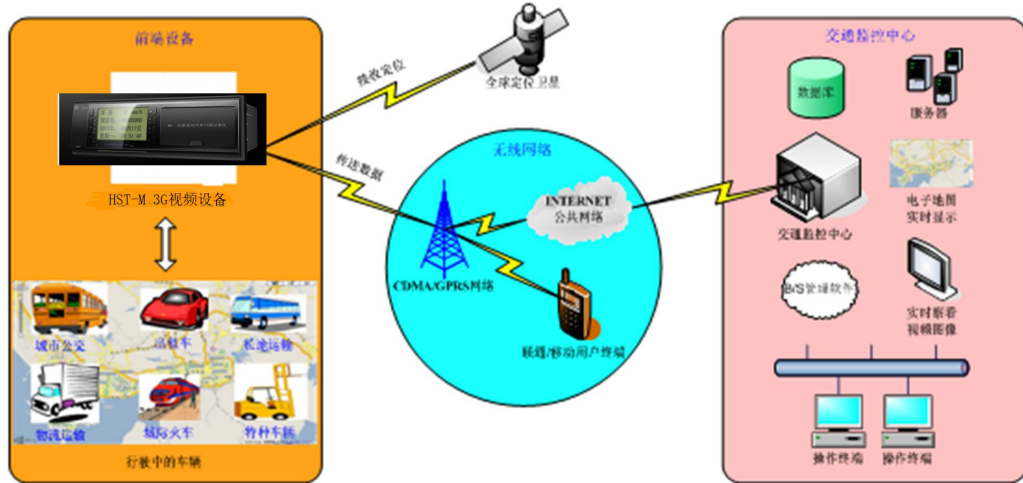 前端设备
HST-M 3G视频设备
城市公交
出租车
长途运输
物流运输
城际火车
特种车辆
行驶中的车辆
接收定位
全球定位卫星
传送数据
无线网络
INTERNET
公共网络
CDMA/GPRS网络
联通/移动用户终端
交通监控中心
数据库
服务器
交通监控中心
电子地图
实时显示
B/S管理软件
实时察看
视频图像
操作终端
操作终端